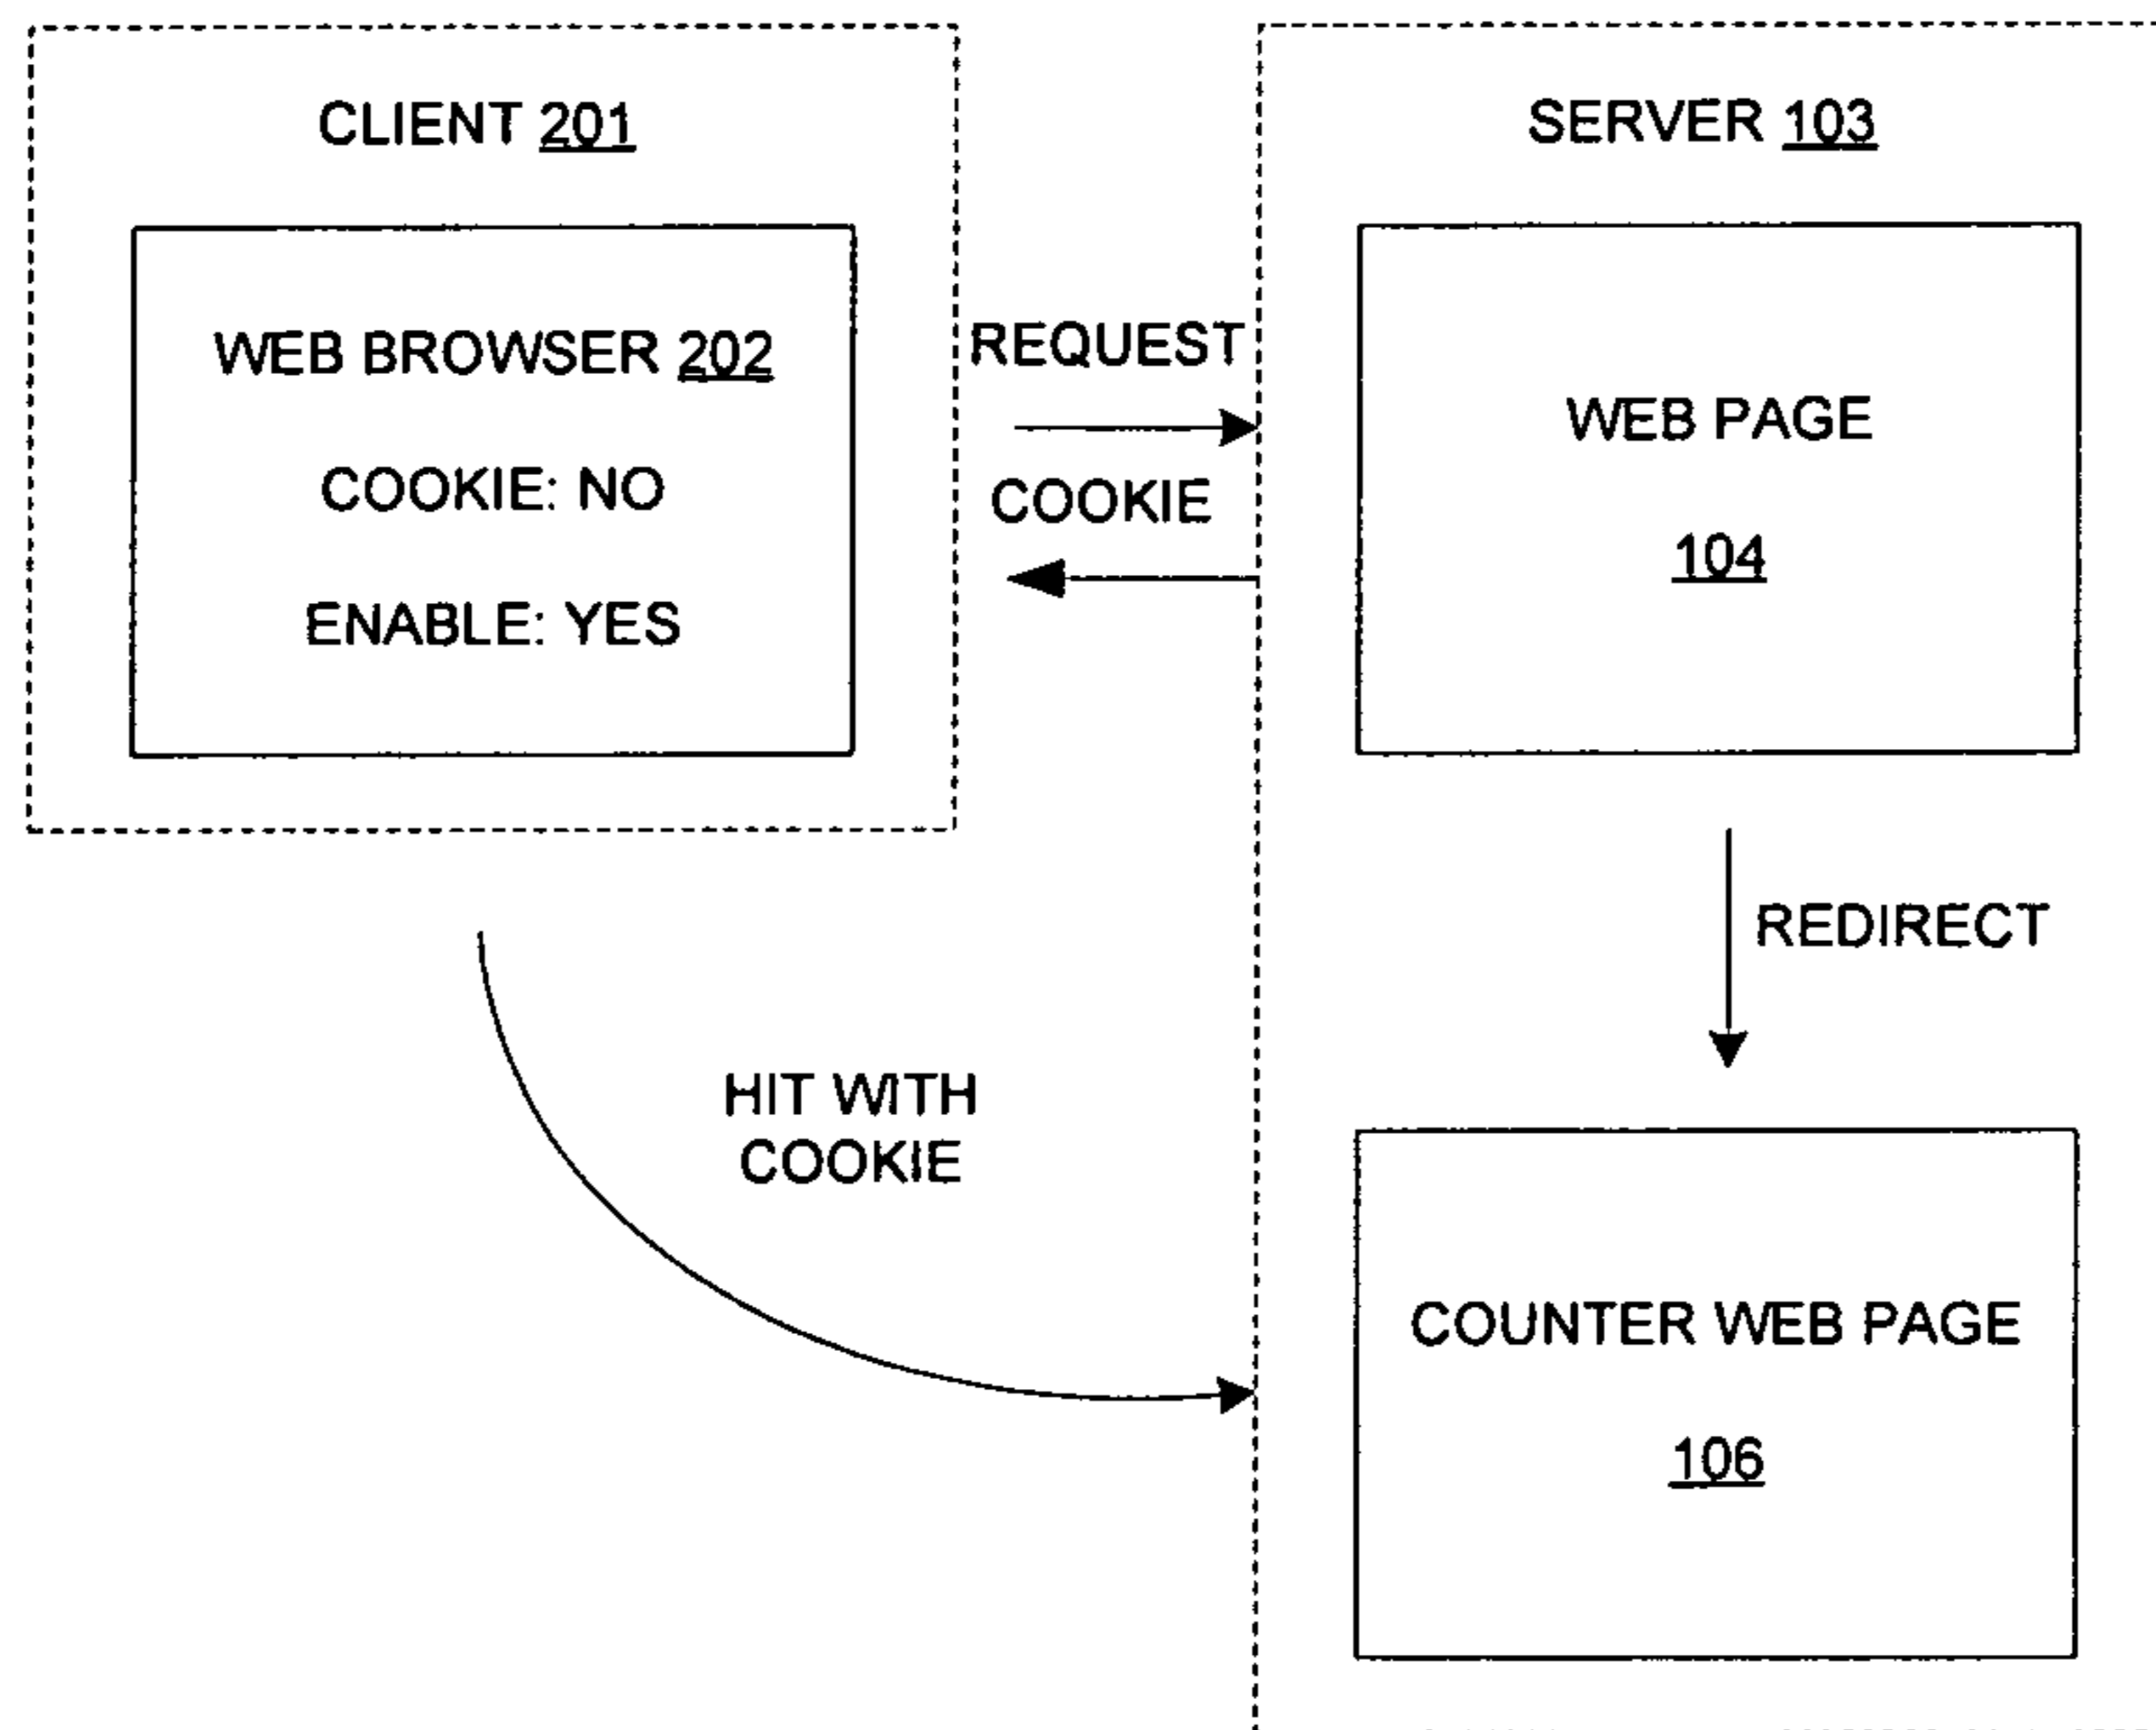 CLIENT 201
WEB BROWSER 202
COOKIE: NO
ENABLE: YES
REQUEST
COOKIE
SERVER 103
WEB PAGE
104
REDIRECT
HIT WITH
COOKIE
COUNTER WEB PAGE
106